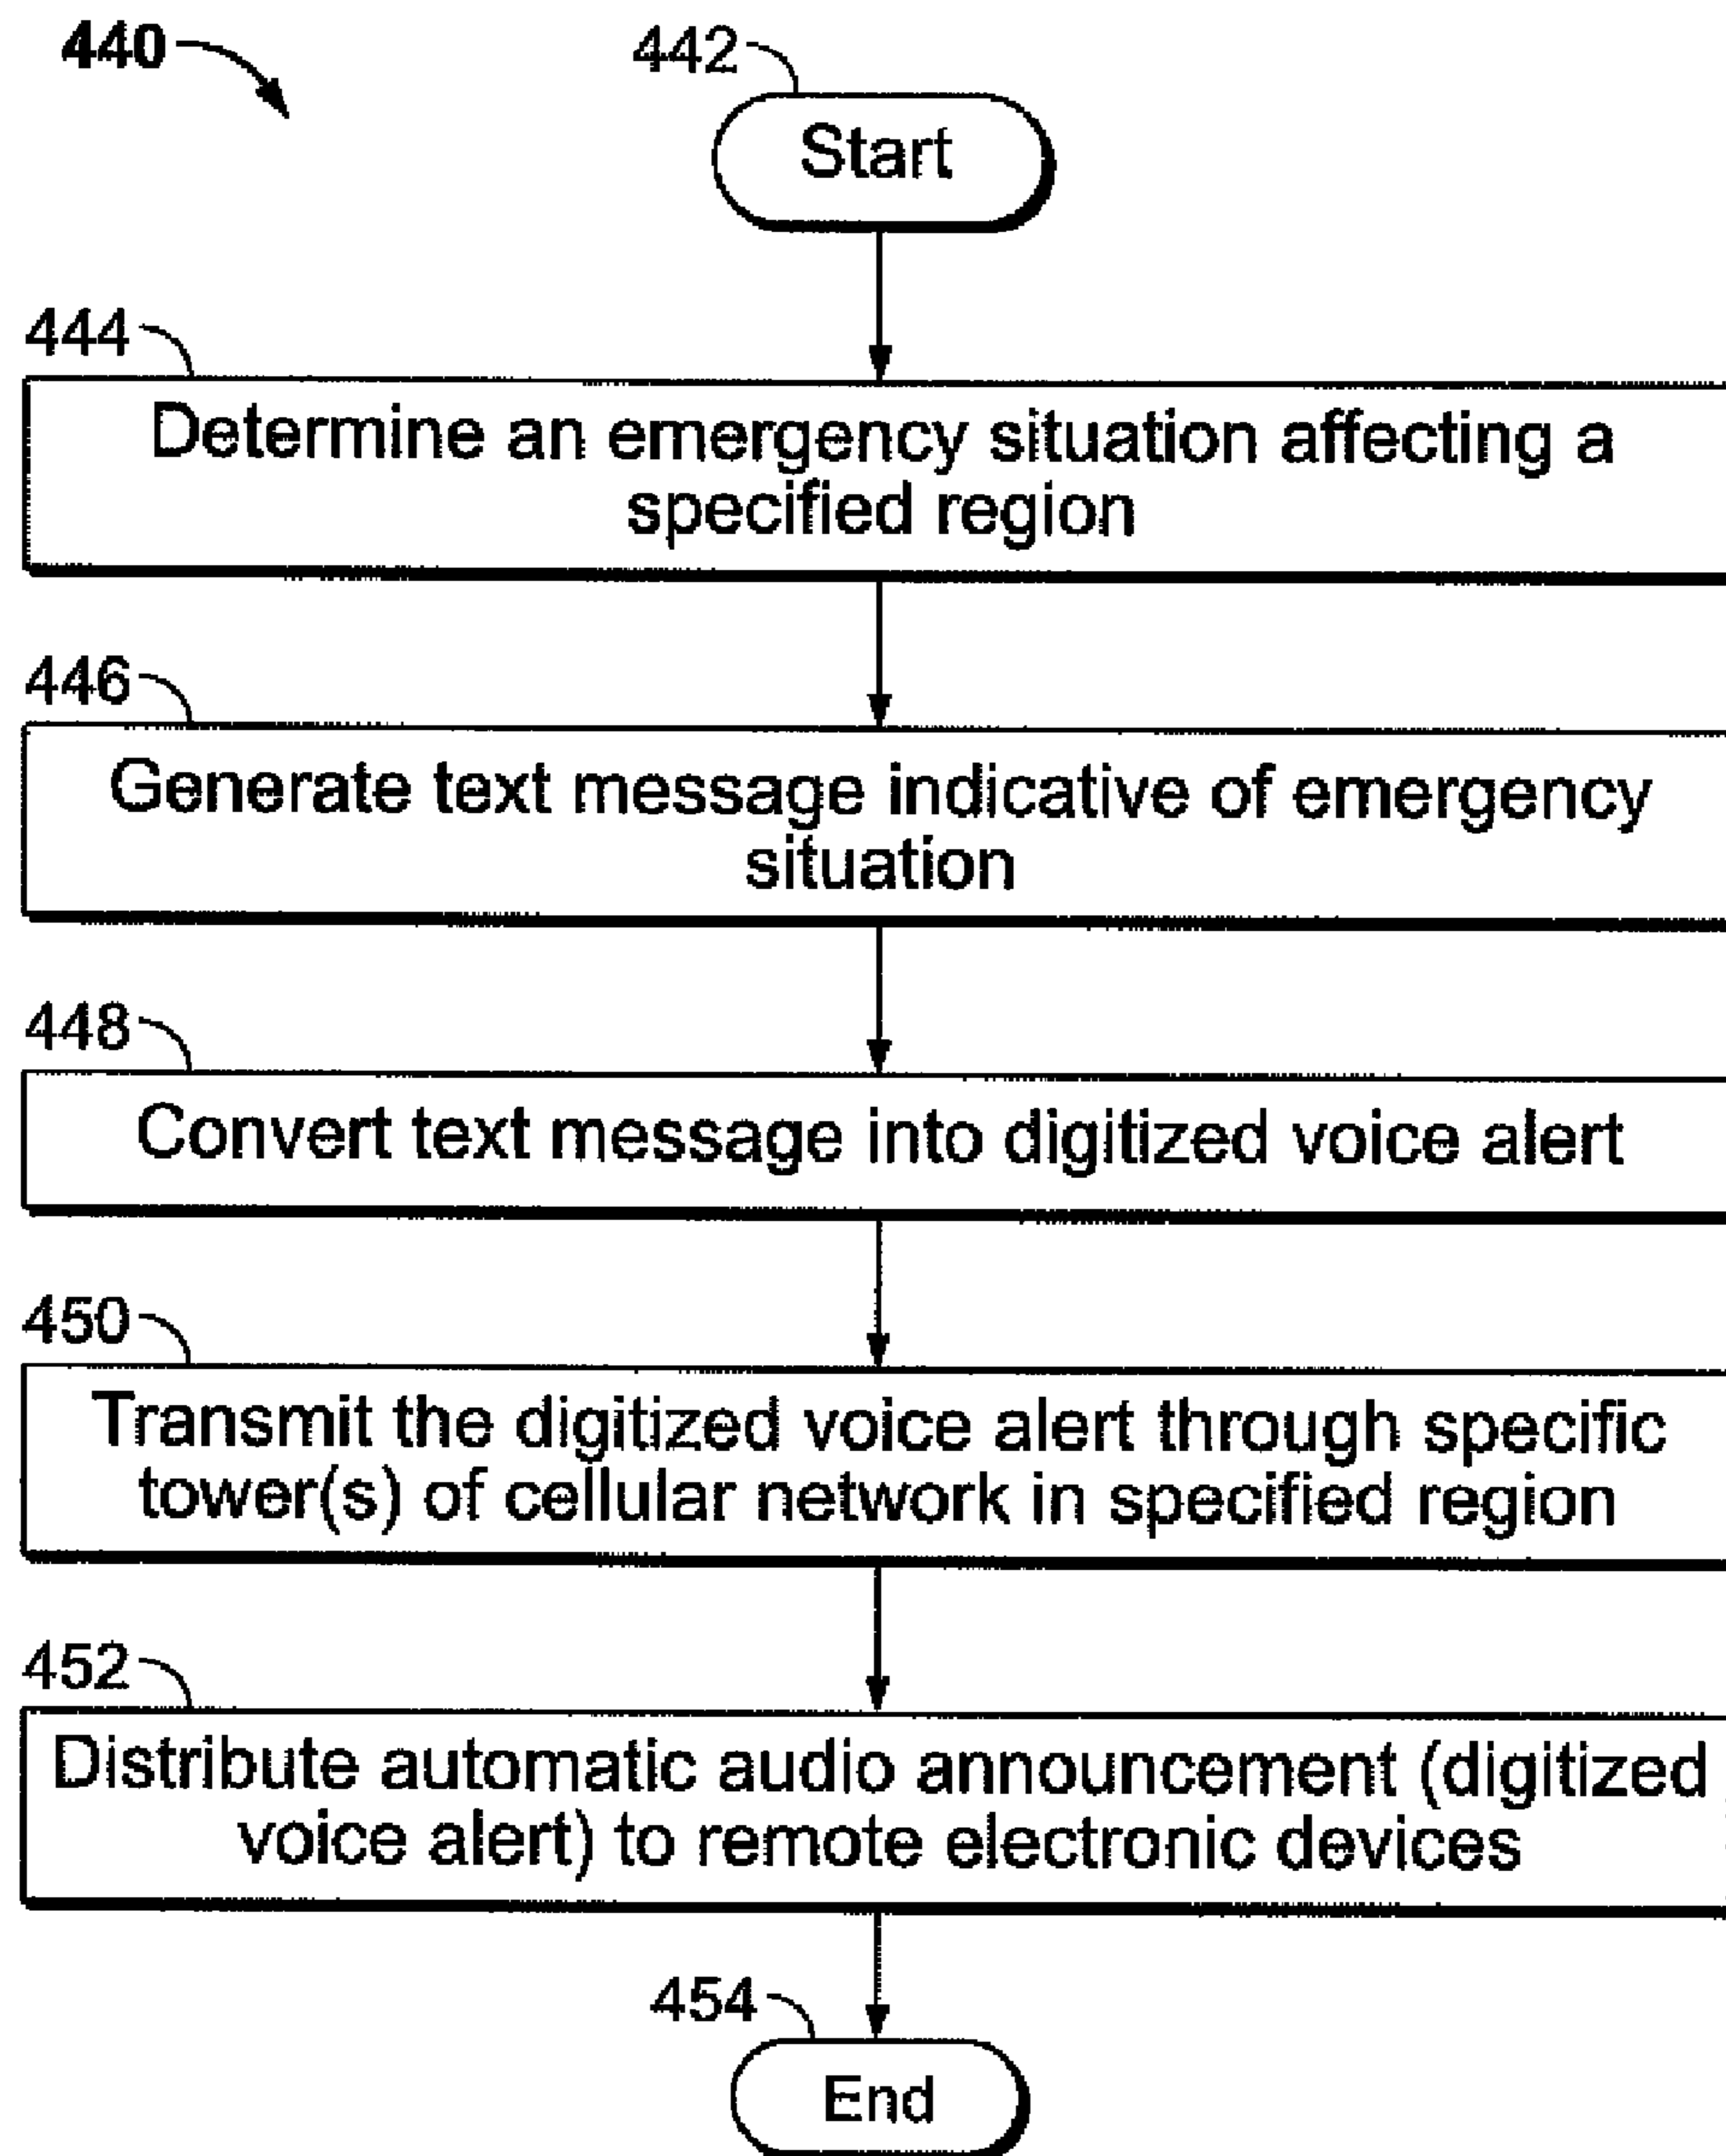 440
442
Start
444
Determine an emergency situation affecting a
specified region
446
Generate text message indicative of emergency
situation
448
Convert text message into digitized voice alert
450
Transmit the digitized voice alert through specific
tower(s) of cellular network in specified region
452
Distribute automatic audio announcement (digitized
voice alert) to remote electronic devices
454
End